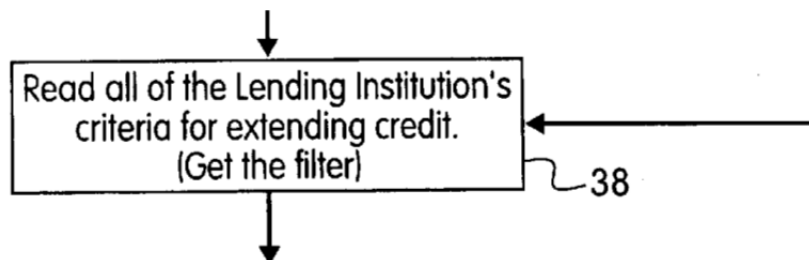 Read all of the Lending Institution's
criteria for extending credit.
(Get the filter)
38